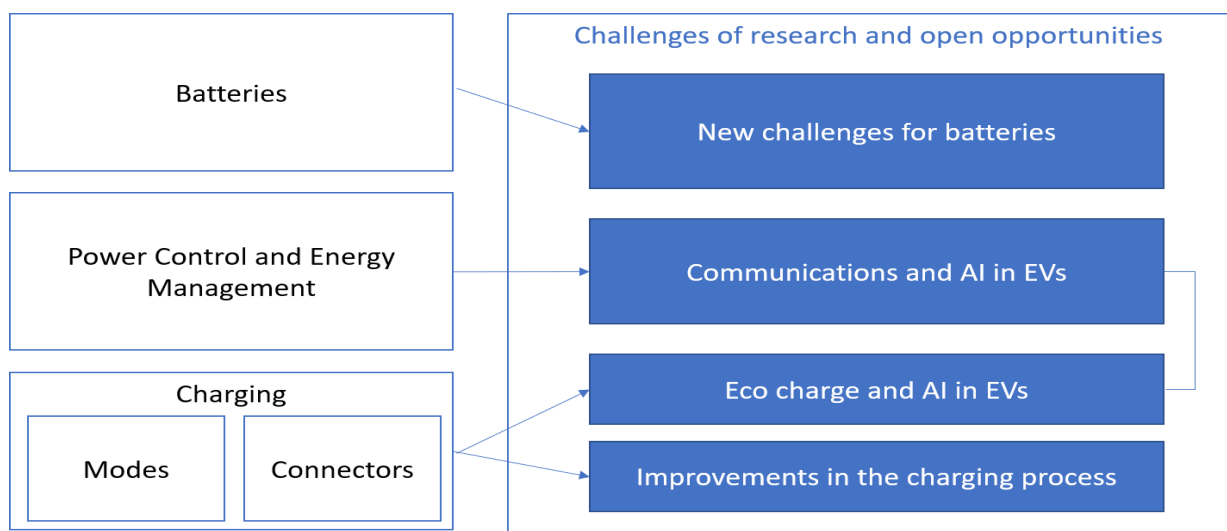 Challenges of research and open opportunities
Batteries
New challenges for batteries
Power Control and Energy
Management
Communications and AI in EVs
Charging
Modes
Connectors
Eco charge and AI in EVs
Improvements in the charging process